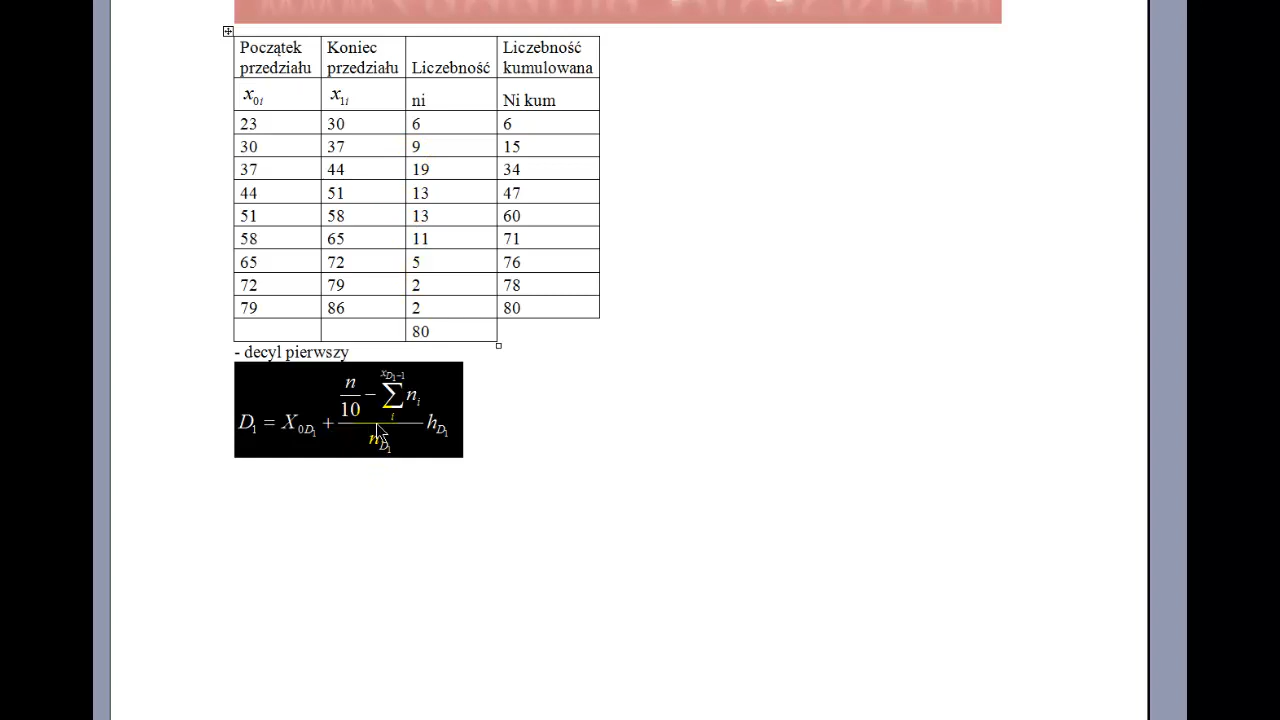 Początek przedziału Koniec przedziału Liczebność Liczebność kumulowana
x0i x1i ni Ni kum
23 30 6 6
30 37 9 15
37 44 19 34
44 51 13 47
51 58 13 60
58 65 11 71
65 72 5 76
72 79 2 78
79 86 2 80
80
- decyl pierwszy
D₁ = X₀D₁ + (n/10 − ∑ᵢ^(xD₁−1) nᵢ)/nD₁ hD₁